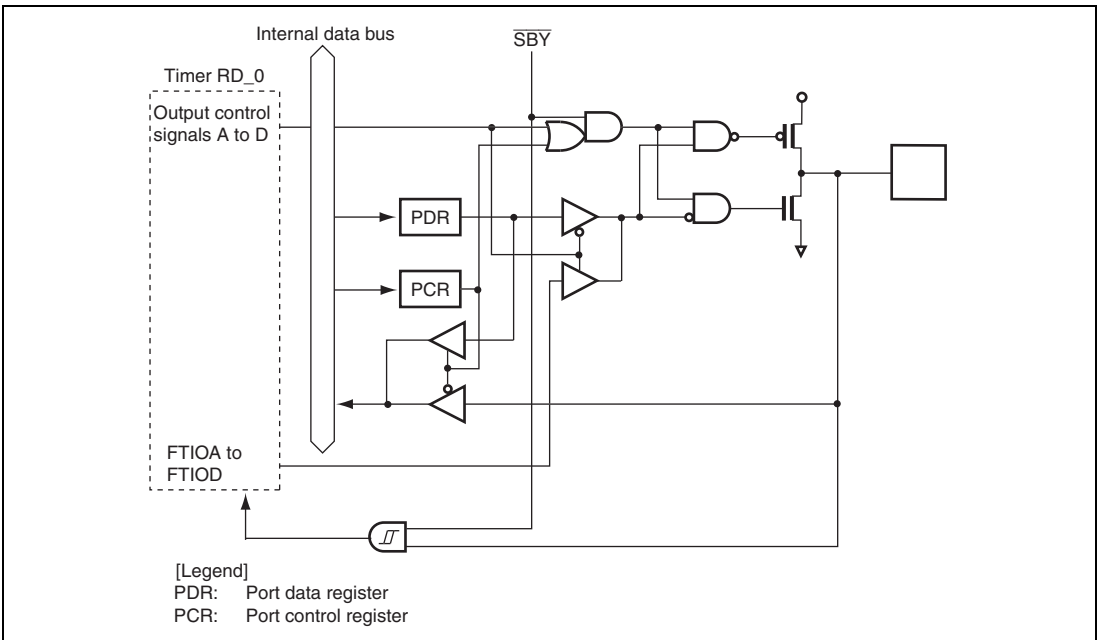 Internal data bus
SBY
Timer RD_0
Output control
signals A to D
PDR
PCR
FTIOA to
FTIOD
[Legend]
PDR: Port data register
PCR: Port control register